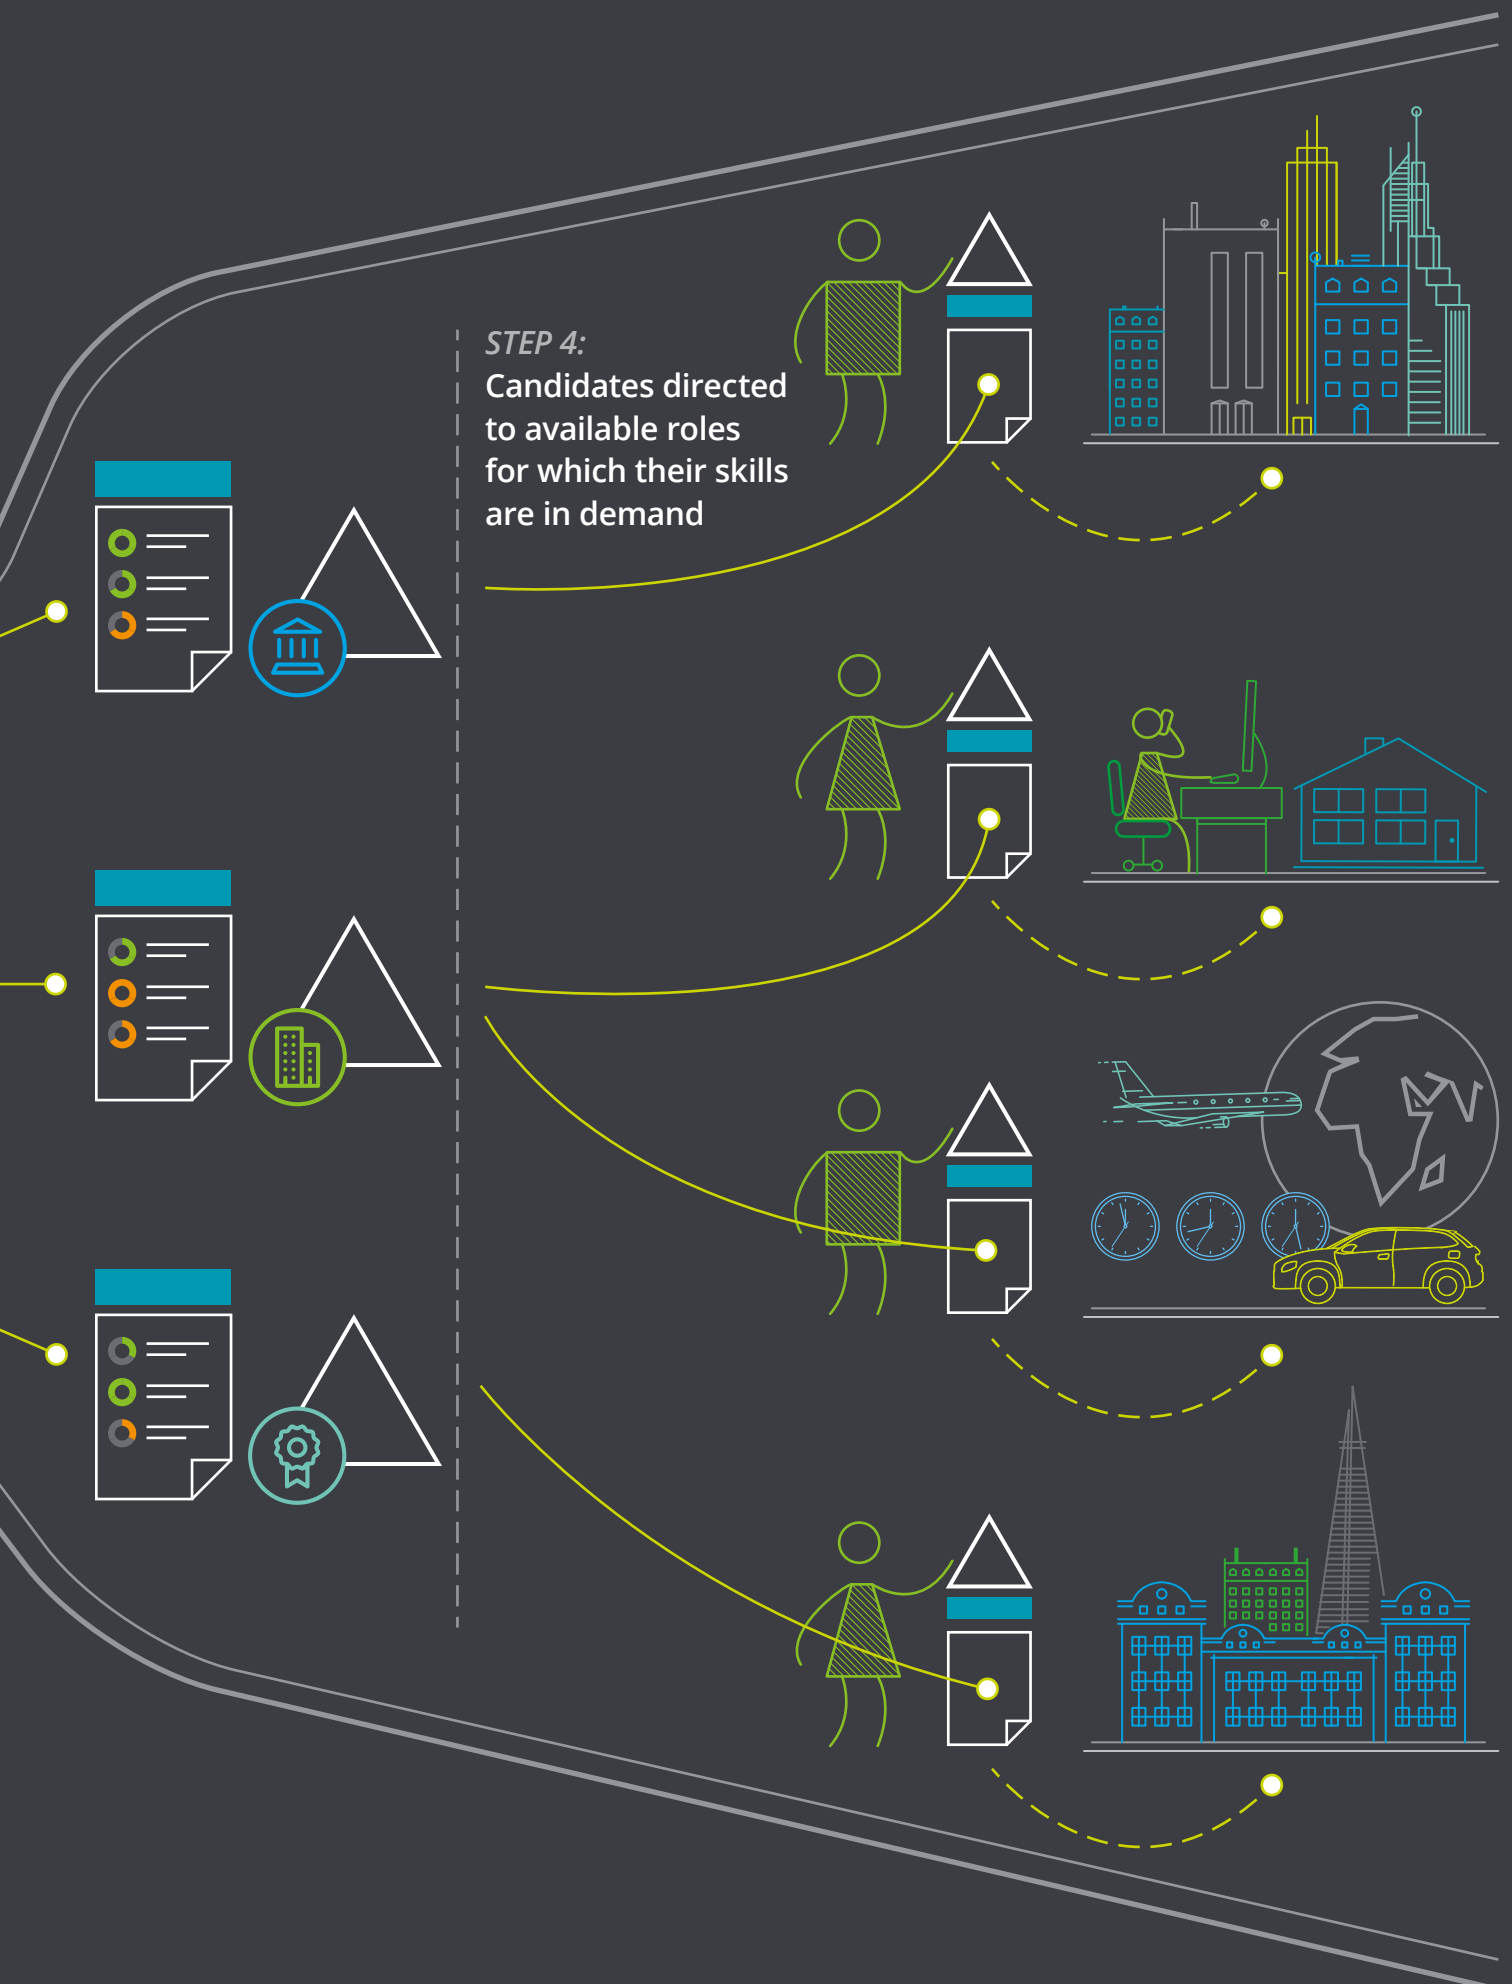 STEP 4:
Candidates directed
to available roles
for which their skills
are in demand